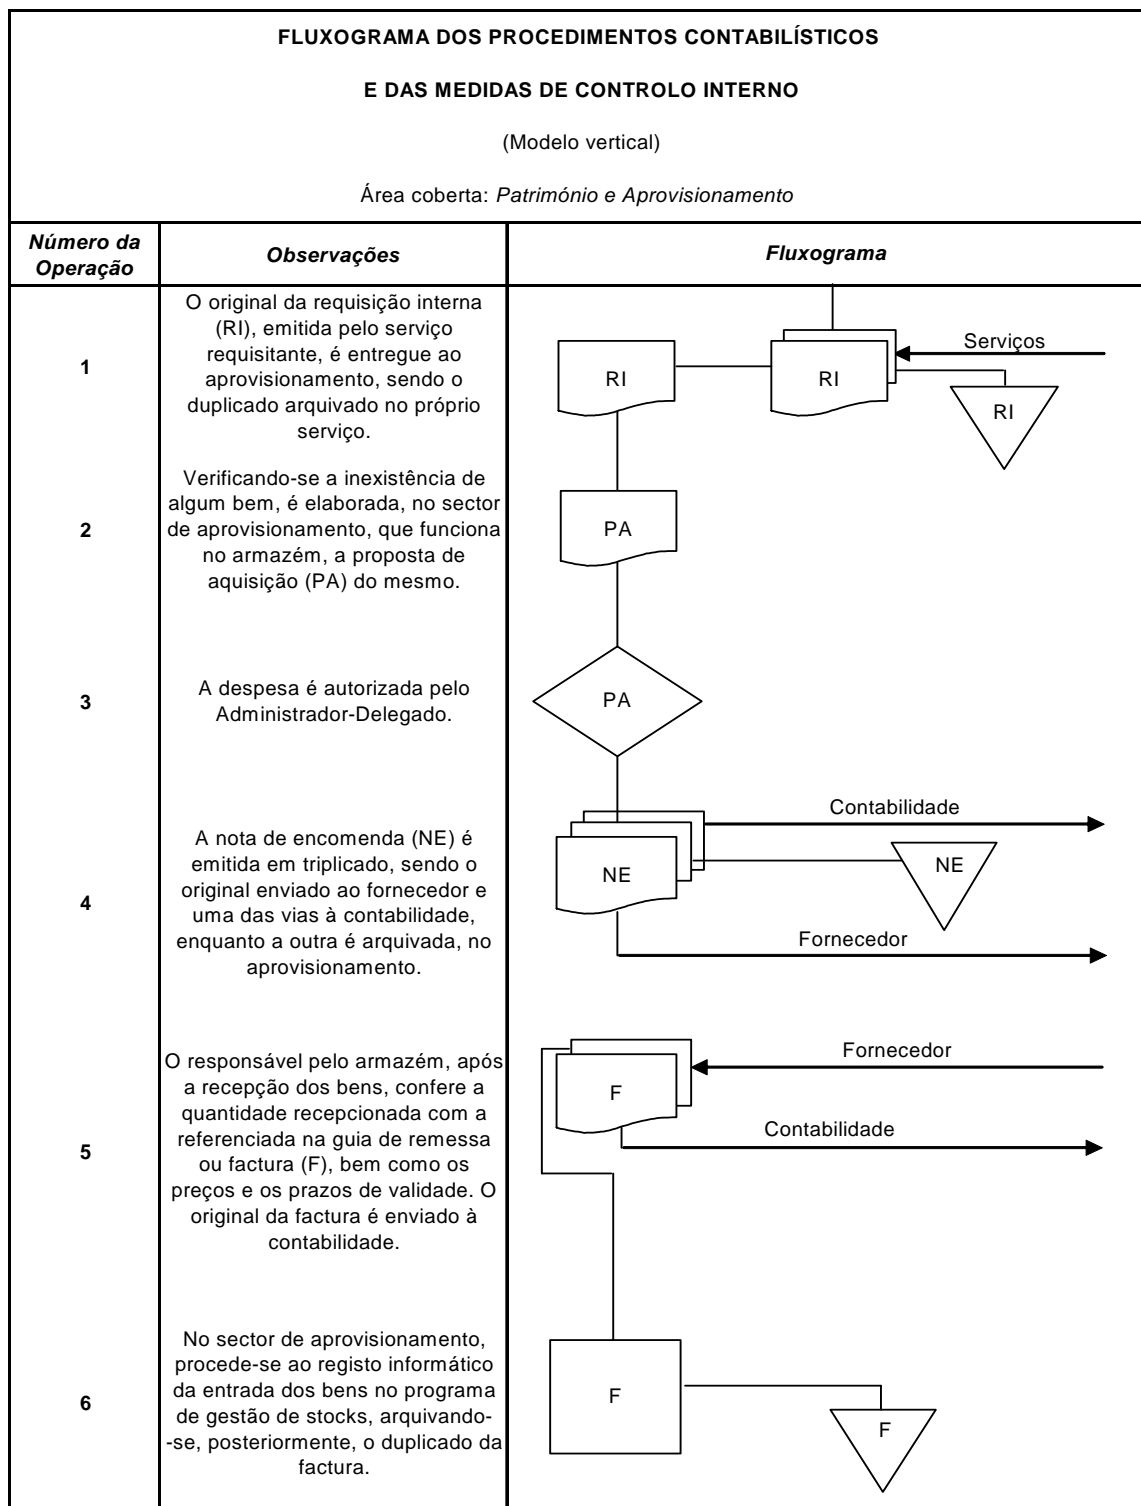 FLUXOGRAMA DOS PROCEDIMENTOS CONTABILÍSTICOS
E DAS MEDIDAS DE CONTROLO INTERNO
(Modelo vertical)
Área coberta: Património e Aprovisionamento
Número da
Operação
Observações
Fluxograma
1
O original da requisição interna
(RI), emitida pelo serviço
requisitante, é entregue ao
aprovisionamento, sendo o
duplicado arquivado no próprio
serviço.
RI
RI
Serviços
RI
2
Verificando-se a inexistência de
algum bem, é elaborada, no sector
de aprovisionamento, que funciona
no armazém, a proposta de
aquisição (PA) do mesmo.
PA
3
A despesa é autorizada pelo
Administrador-Delegado.
PA
4
A nota de encomenda (NE) é
emitida em triplicado, sendo o
original enviado ao fornecedor e
uma das vias à contabilidade,
enquanto a outra é arquivada, no
aprovisionamento.
Contabilidade
NE
NE
Fornecedor
5
O responsável pelo armazém, após
a recepção dos bens, confere a
quantidade recepcionada com a
referenciada na guia de remessa
ou factura (F), bem como os
preços e os prazos de validade. O
original da factura é enviado à
contabilidade.
Fornecedor
F
Contabilidade
6
No sector de aprovisionamento,
procede-se ao registo informático
da entrada dos bens no programa
de gestão de stocks, arquivando-
-se, posteriormente, o duplicado da
factura.
F
F